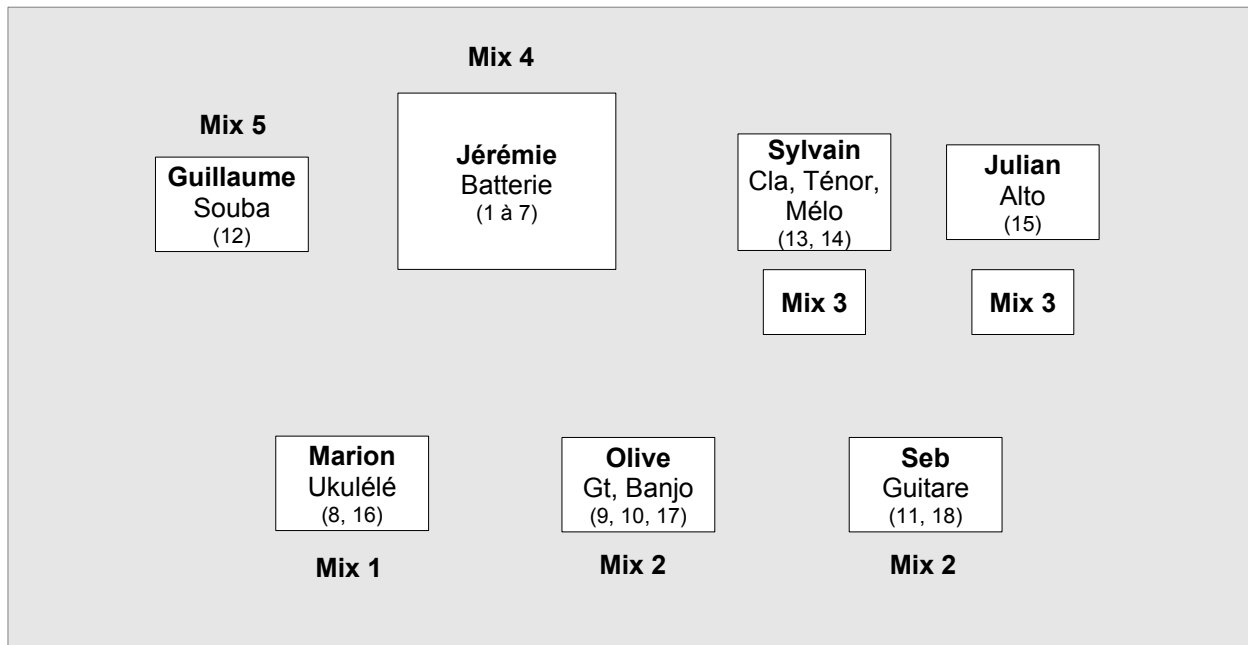 Mix 4
Mix 5
Guillaume
Souba
(12)
Jérémie
Batterie
(1 à 7)
Sylvain
Cla, Ténor,
Mélo
(13, 14)
Julian
Alto
(15)
Mix 3
Mix 3
Marion
Ukulélé
(8, 16)
Mix 1
Olive
Gt, Banjo
(9, 10, 17)
Mix 2
Seb
Guitare
(11, 18)
Mix 2